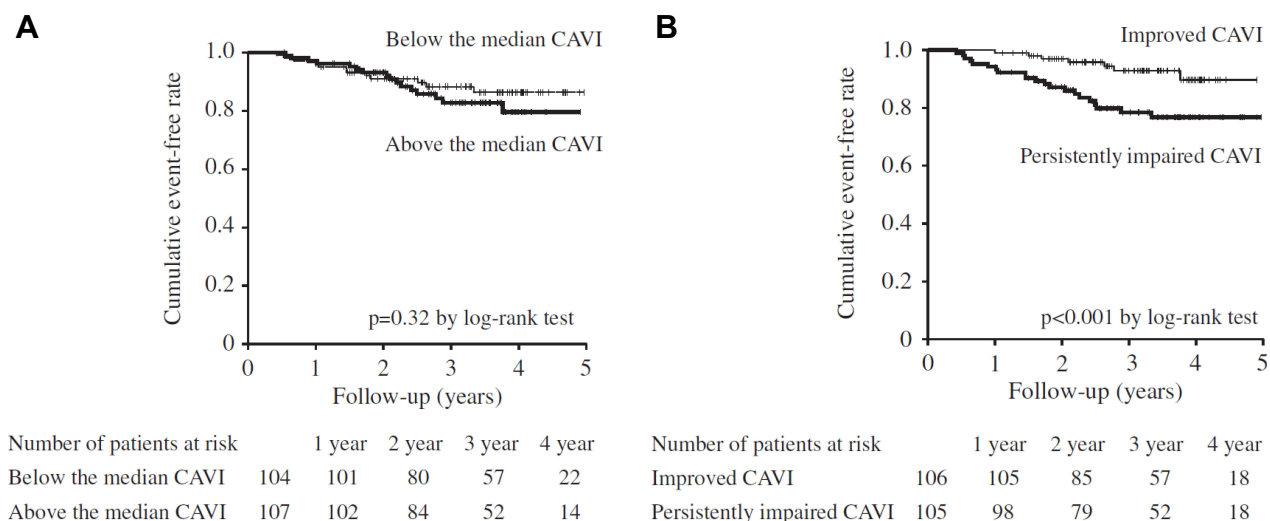 A
Below the median CAVI
1.0
0.8
0.6
0.4
0.2
0
Cumulative event-free rate
Above the median CAVI
p=0.32 by log-rank test
0 1 2 3 4 5
Follow-up (years)
Number of patients at risk 1 year 2 year 3 year 4 year
Below the median CAVI 104 101 80 57 22
Above the median CAVI 107 102 84 52 14
B
Improved CAVI
1.0
0.8
0.6
0.4
0.2
0
Cumulative event-free rate
Persistently impaired CAVI
p<0.001 by log-rank test
0 1 2 3 4 5
Follow-up (years)
Number of patients at risk 1 year 2 year 3 year 4 year
Improved CAVI 106 105 85 57 18
Persistently impaired CAVI 105 98 79 52 18